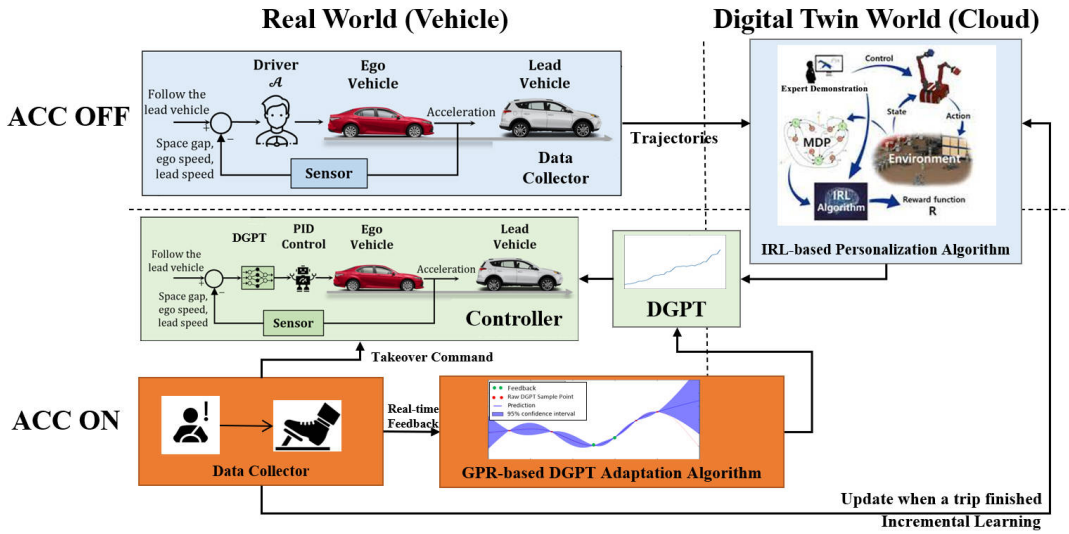 Real World (Vehicle)
Digital Twin World (Cloud)
ACC OFF
Driver
𝒜
Ego
Vehicle
Lead
Vehicle
Follow the
lead vehicle
+
−
Acceleration
Space gap,
ego speed,
lead speed
Sensor
Data
Collector
Trajectories
Control
Expert Demonstration
State
Action
MDP
Environment
IRL
Algorithm
Reward function
R
IRL-based Personalization Algorithm
DGPT
PID
Control
Ego
Vehicle
Lead
Vehicle
Follow the
lead vehicle
+
−
Acceleration
Space gap,
ego speed,
lead speed
Sensor
Controller
DGPT
Takeover Command
ACC ON
!
Data Collector
Real-time
Feedback
Feedback
Raw DGPT Sample Point
Prediction
95% confidence interval
GPR-based DGPT Adaptation Algorithm
Update when a trip finished
Incremental Learning